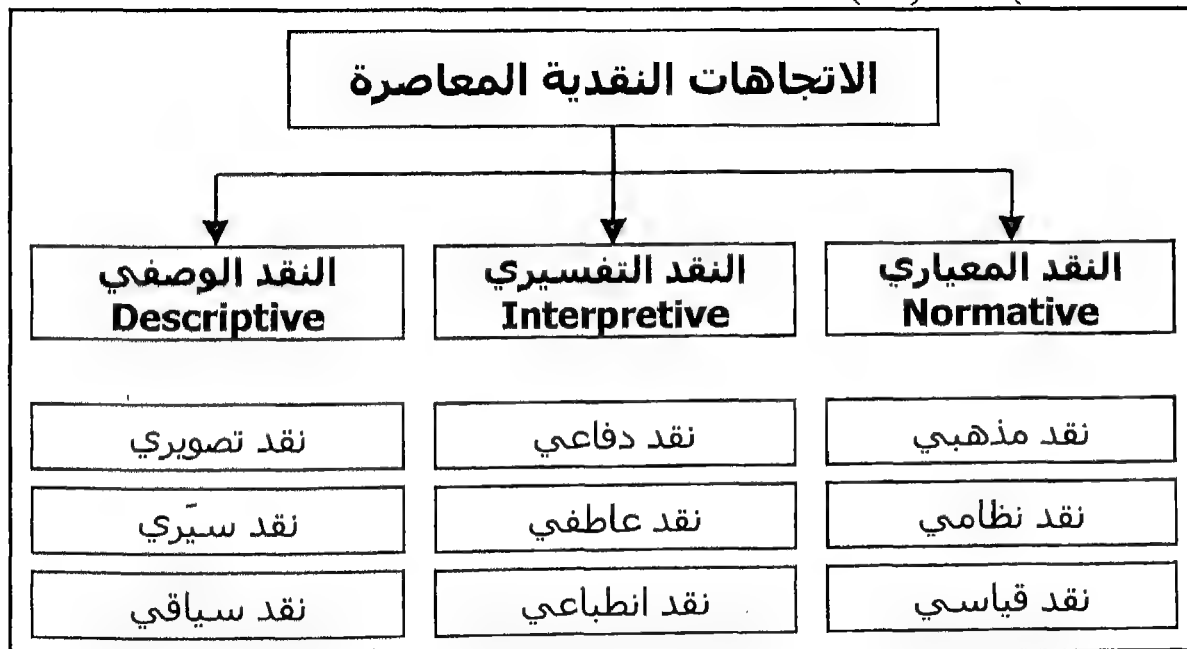 الاتجاهات النقدية المعاصرة
النقد المعياري
Normative
النقد التفسيري
Interpretive
النقد الوصفي
Descriptive
نقد مذهبي
نقد دفاعي
نقد تصويري
نقد نظامي
نقد عاطفي
نقد سيَري
نقد قياسي
نقد انطباعي
نقد سياقي